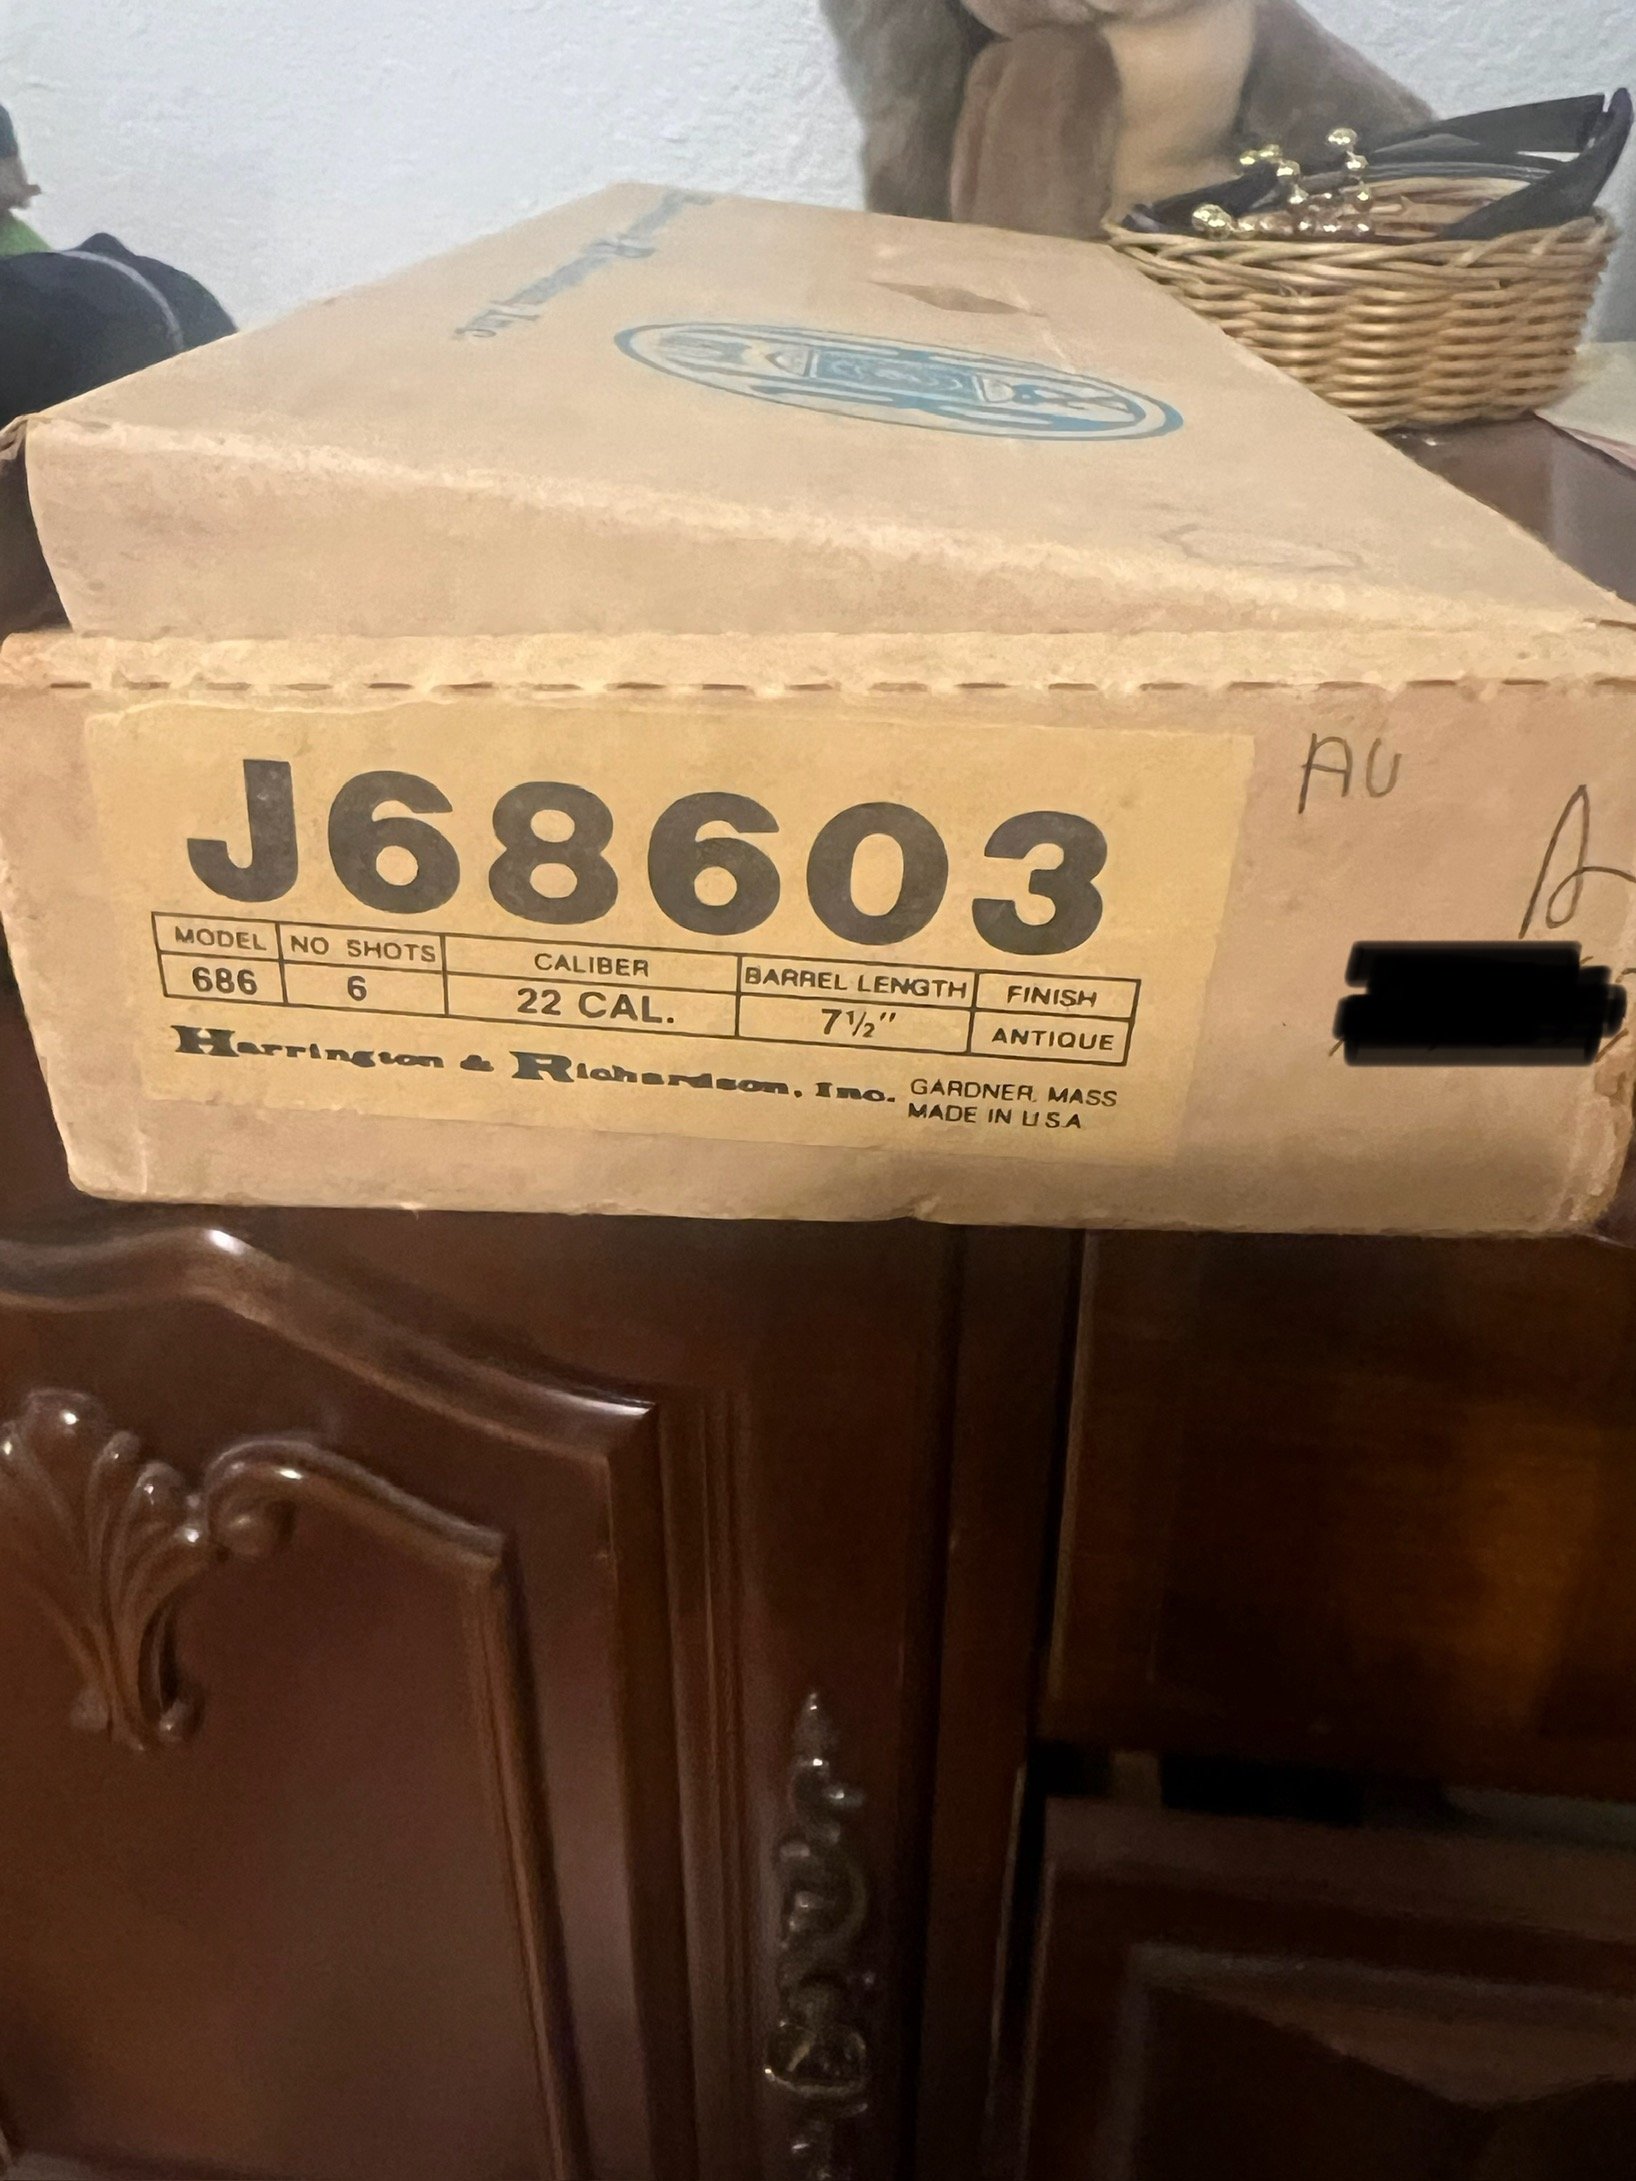 Inc.
AU
J68603
MODEL NO SHOTS CALIBER BARREL LENGTH FINISH
686 6 22 CAL. 7½" ANTIQUE
Harrington & Richardson, Inc. GARDNER, MASS
MADE IN U.S.A